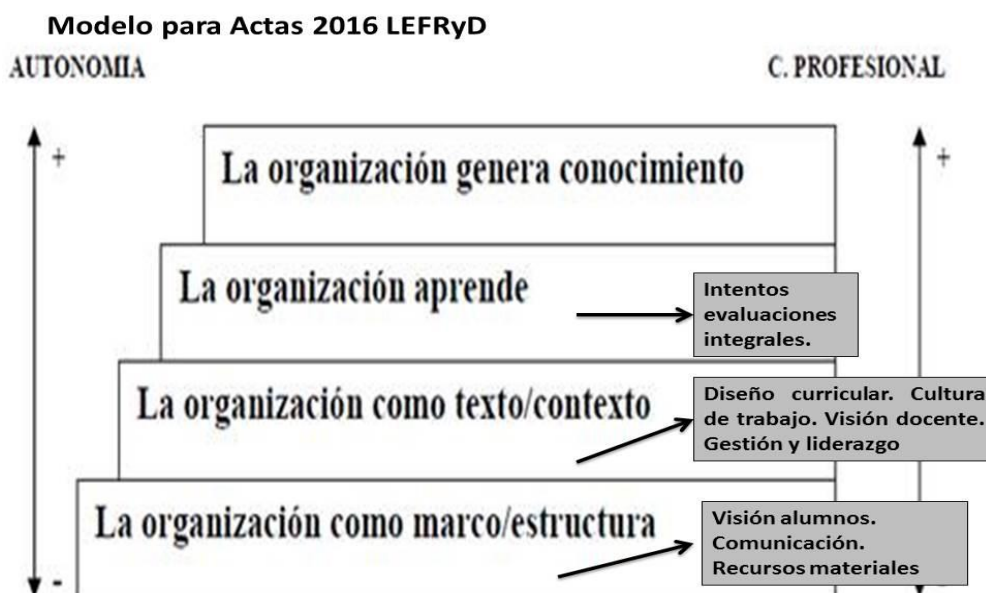 Modelo para Actas 2016 LEFRyD
AUTONOMIA
C. PROFESIONAL
+
+
La organización genera conocimiento
La organización aprende
Intentos
evaluaciones
integrales.
La organización como texto/contexto
Diseño curricular. Cultura
de trabajo. Visión docente.
Gestión y liderazgo
La organización como marco/estructura
Visión alumnos.
Comunicación.
Recursos materiales
-